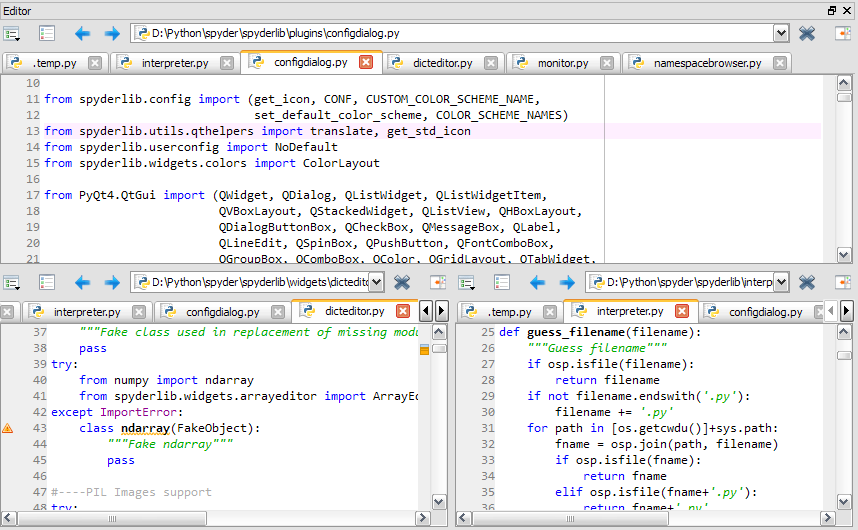 Editor
D:\Python\spyder\spyderlib\plugins\configdialog.py
.temp.py interpreter.py configdialog.py dicteditor.py monitor.py namespacebrowser.py
10
11 from spyderlib.config import (get_icon, CONF, CUSTOM_COLOR_SCHEME_NAME,
12 set_default_color_scheme, COLOR_SCHEME_NAMES)
13 from spyderlib.utils.qthelpers import translate, get_std_icon
14 from spyderlib.userconfig import NoDefault
15 from spyderlib.widgets.colors import ColorLayout
16
17 from PyQt4.QtGui import (QWidget, QDialog, QListWidget, QListWidgetItem,
18 QVBoxLayout, QStackedWidget, QListView, QHBoxLayout,
19 QDialogButtonBox, QCheckBox, QMessageBox, QLabel,
20 QLineEdit, QSpinBox, QPushButton, QFontComboBox,
21 QGroupBox, QComboBox, QColor, QGridLayout, QTabWidget,
D:\Python\spyder\spyderlib\widgets\dictedito
interpreter.py configdialog.py dicteditor.py
37 """Fake class used in replacement of missing modu
38 pass
39 try:
40 from numpy import ndarray
41 from spyderlib.widgets.arrayeditor import ArrayEd
42 except ImportError:
43 class ndarray(FakeObject):
44 """Fake ndarray"""
45 pass
46
47 #----PIL Images support
48 try:
D:\Python\spyder\spyderlib\interp
.temp.py interpreter.py configdialog.py
25 def guess_filename(filename):
26 """Guess filename"""
27 if osp.isfile(filename):
28 return filename
29 if not filename.endswith('.py'):
30 filename += '.py'
31 for path in [os.getcwdu()]+sys.path:
32 fname = osp.join(path, filename)
33 if osp.isfile(fname):
34 return fname
35 elif osp.isfile(fname+'.py'):
36 return fname+'.py'